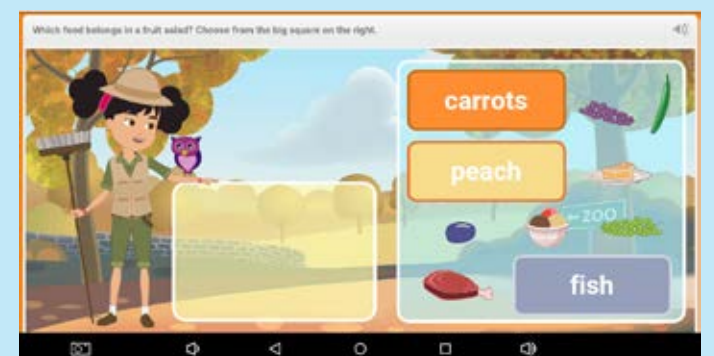 Which food belongs in a fruit salad? Choose from the big square on the right.
carrots
peach
ZOO
fish